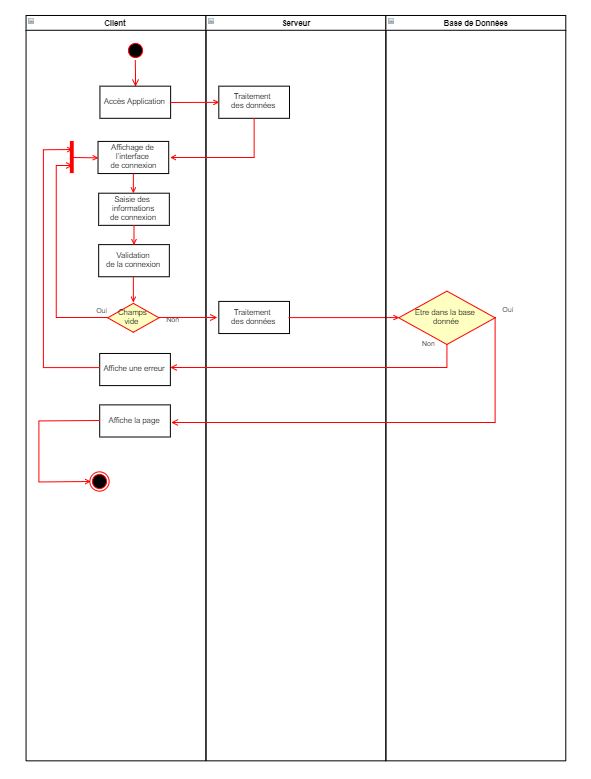 Client
Serveur
Base de Données
Accès Application
Traitement
des données
Affichage de
l'interface
de connexion
Saisie des
informations
de connexion
Validation
de la connexion
Oui
Champs
vide
Non
Traitement
des données
Etre dans la base
donnée
Oui
Non
Affiche une erreur
Affiche la page